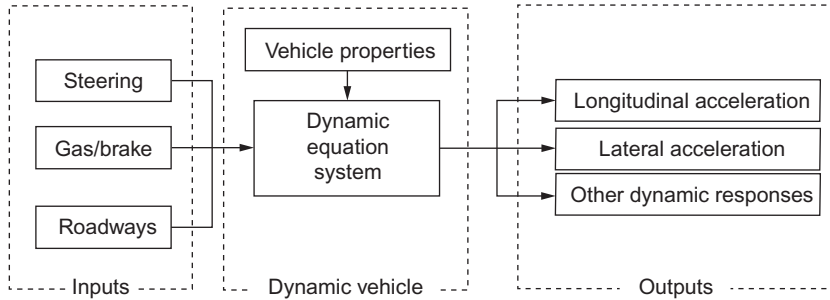 Steering
Gas/brake
Roadways
Inputs
Vehicle properties
Dynamic
equation
system
Dynamic vehicle
Longitudinal acceleration
Lateral acceleration
Other dynamic responses
Outputs